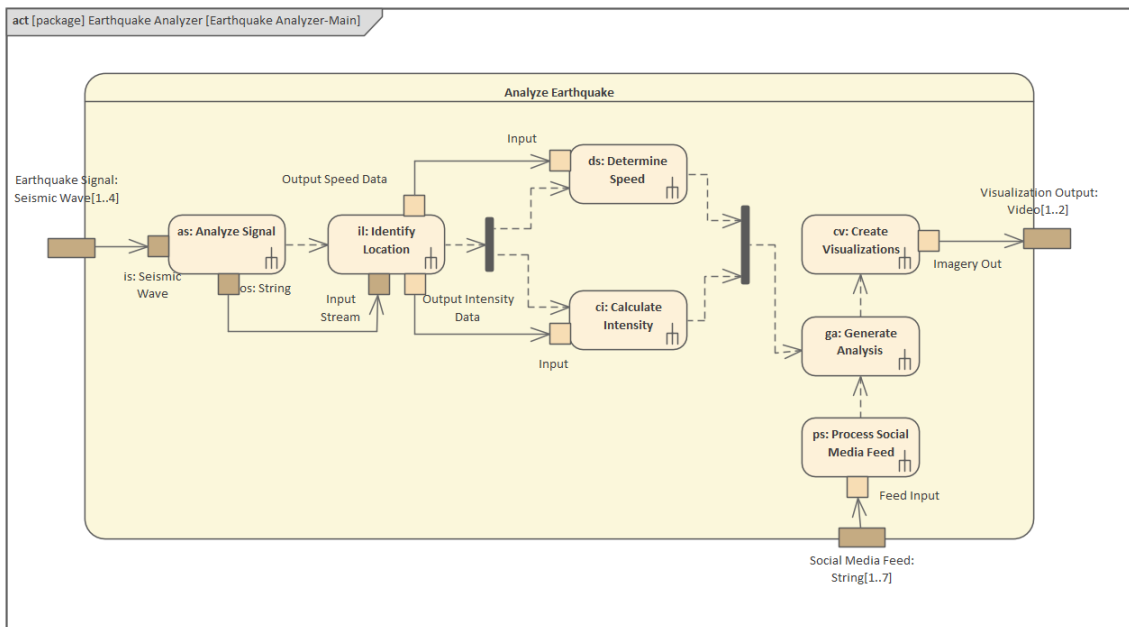 act [package] Earthquake Analyzer [Earthquake Analyzer-Main]
Analyze Earthquake
Input
ds: Determine
Speed
Earthquake Signal:
Seismic Wave[1..4]
Output Speed Data
Visualization Output:
Video[1..2]
as: Analyze Signal
il: Identify
Location
cv: Create
Visualizations
is: Seismic
Wave
os: String
Input
Stream
Output Intensity
Data
Imagery Out
ci: Calculate
Intensity
Input
ga: Generate
Analysis
ps: Process Social
Media Feed
Feed Input
Social Media Feed:
String[1..7]